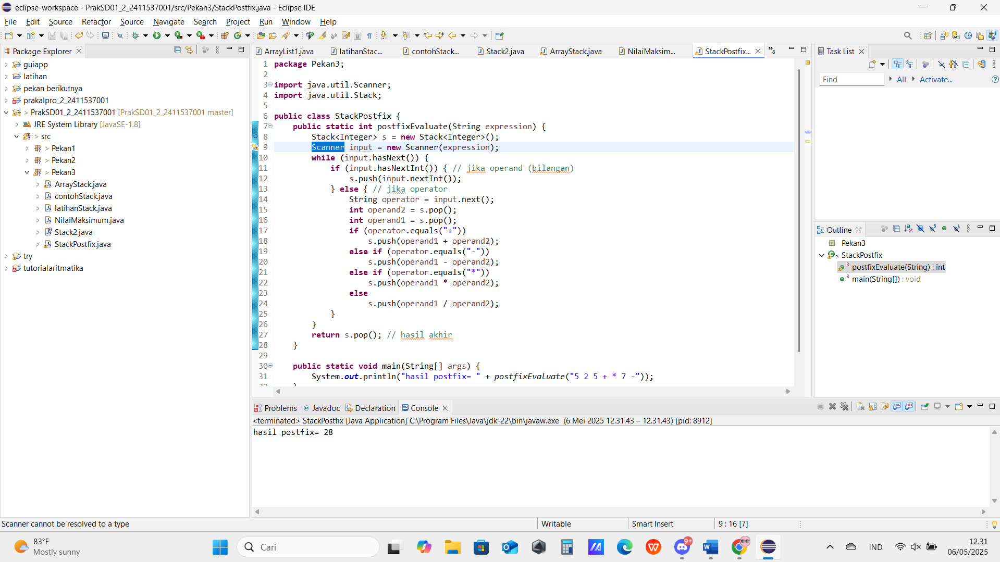 eclipse-workspace - PrakSD01_2_2411537001/src/Pekan3/StackPostfix.java - Eclipse IDE
File Edit Source Refactor Source Navigate Search Project Run Window Help
Package Explorer
guiapp
latihan
pekan berikutnya
prakalpro_2_2411537001
> PrakSD01_2_2411537001 [PrakSD01_2_2411537001 master]
JRE System Library [JavaSE-1.8]
> src
> Pekan1
> Pekan2
> Pekan3
ArrayStack.java
contohStack.java
latihanStack.java
NilaiMaksimum.java
Stack2.java
StackPostfix.java
try
tutorialaritmatika
ArrayList1.java latihanStac... contohStack... Stack2.java ArrayStack.java NilaiMaksim... StackPostfix... »8
1 package Pekan3;
2
3 import java.util.Scanner;
4 import java.util.Stack;
5
6 public class StackPostfix {
7 public static int postfixEvaluate(String expression) {
8 Stack<Integer> s = new Stack<Integer>();
9 Scanner input = new Scanner(expression);
10 while (input.hasNext()) {
11 if (input.hasNextInt()) { // jika operand (bilangan)
12 s.push(input.nextInt());
13 } else { // jika operator
14 String operator = input.next();
15 int operand2 = s.pop();
16 int operand1 = s.pop();
17 if (operator.equals("+"))
18 s.push(operand1 + operand2);
19 else if (operator.equals("-"))
20 s.push(operand1 - operand2);
21 else if (operator.equals("*"))
22 s.push(operand1 * operand2);
23 else
24 s.push(operand1 / operand2);
25 }
26 }
27 return s.pop(); // hasil akhir
28 }
29
30 public static void main(String[] args) {
31 System.out.println("hasil postfix= " + postfixEvaluate("5 2 5 + * 7 -"));
32 }
Task List
Find All Activate...
Outline
Pekan3
StackPostfix
postfixEvaluate(String) : int
main(String[]) : void
Problems Javadoc Declaration Console
<terminated> StackPostfix [Java Application] C:\Program Files\Java\jdk-22\bin\javaw.exe (6 Mei 2025 12.31.43 – 12.31.43) [pid: 8912]
hasil postfix= 28
Scanner cannot be resolved to a type
Writable
Smart Insert
9 : 16 [7]
83°F
Mostly sunny
Cari
9+
IND
12.31
06/05/2025